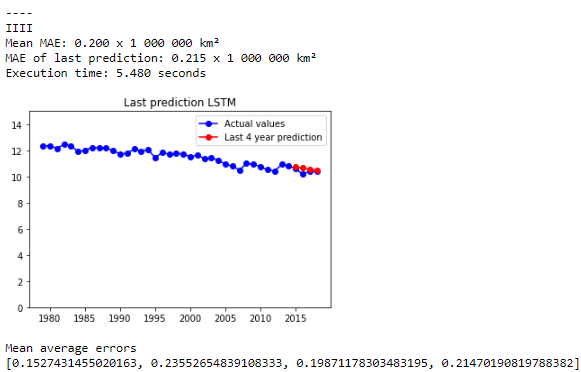 ----
IIII
Mean MAE: 0.200 x 1 000 000 km²
MAE of last prediction: 0.215 x 1 000 000 km²
Execution time: 5.480 seconds
Last prediction LSTM
Actual values
Last 4 year prediction
14
12
10
8
6
4
2
0
1980 1985 1990 1995 2000 2005 2010 2015
Mean average errors
[0.1527431455020163, 0.23552654839108333, 0.19871178303483195, 0.21470190819788382]